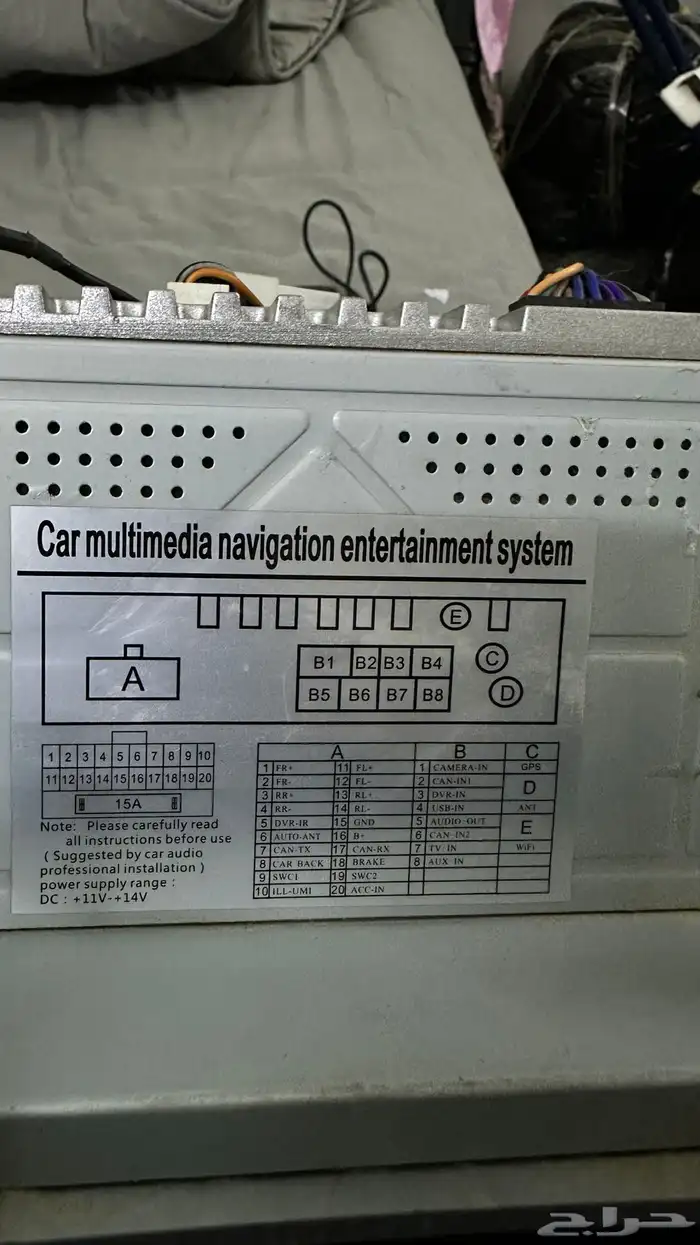 Car multimedia navigation entertainment system
E
A
B1 B2 B3 B4
B5 B6 B7 B8
C
D
1 2 3 4 5 6 7 8 9 10
11 12 13 14 15 16 17 18 19 20
15A
Note: Please carefully read
all instructions before use
( Suggested by car audio
professional installation )
power supply range :
DC : +11V-+14V
A B C
1 FR+ 11 FL+ 1 CAMERA-IN GPS
2 FR- 12 FL- 2 CAN-IN1 D
3 RR+ 13 RL+ 3 DVR-IN
4 RR- 14 RL- 4 USB-IN ANT
5 DVR-IR 15 GND 5 AUDIO-OUT E
6 AUTO-ANT 16 B+ 6 CAN-IN2
7 CAN-TX 17 CAN-RX 7 TV IN WiFi
8 CAR BACK 18 BRAKE 8 AUX IN
9 SWC1 19 SWC2
10 ILL-UMI 20 ACC-IN
حراج